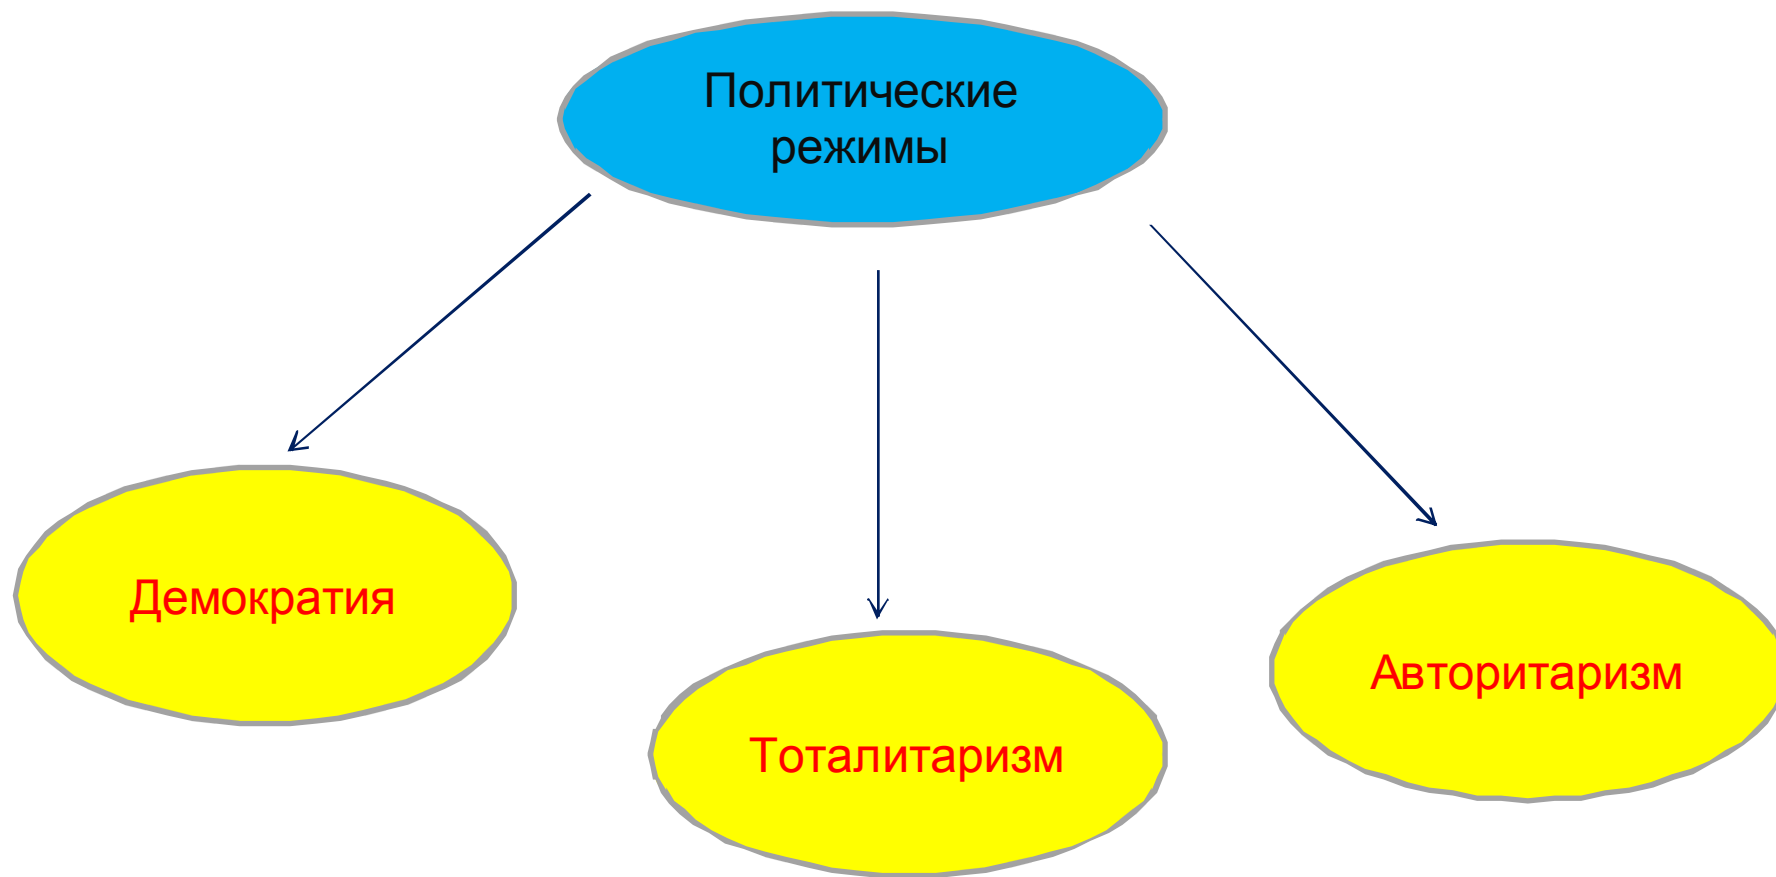 Политические
режимы
Демократия
Тоталитаризм
Авторитаризм